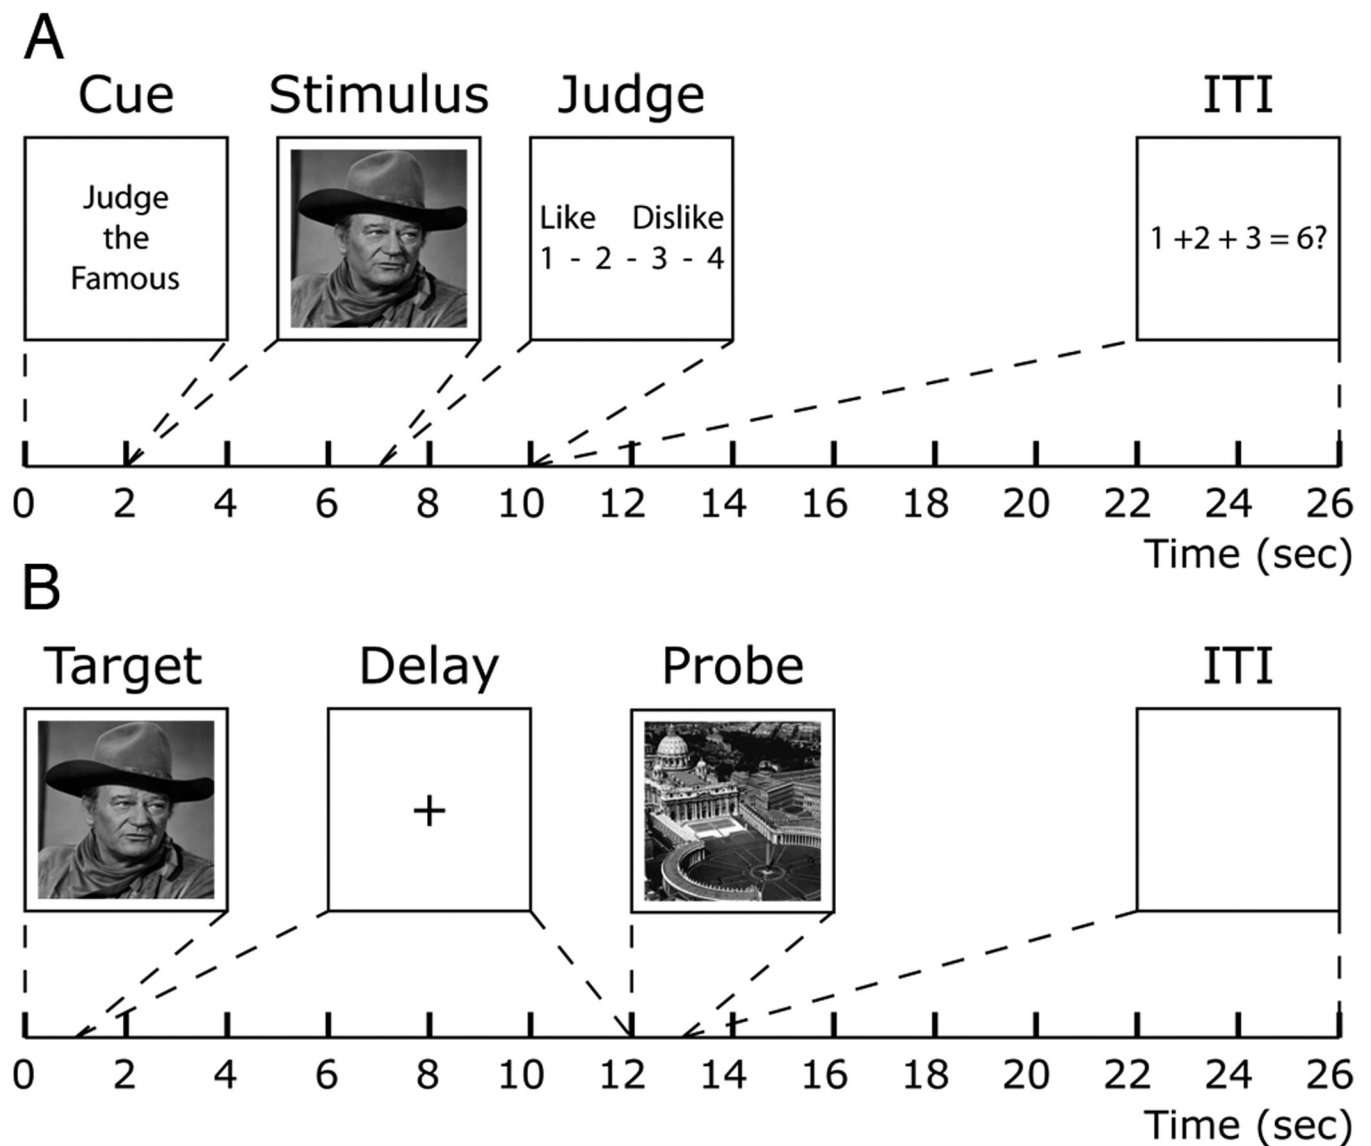 A
Cue Stimulus Judge ITI
Judge
the
Famous
Like Dislike
1 - 2 - 3 - 4
1 +2 + 3 = 6?
0 2 4 6 8 10 12 14 16 18 20 22 24 26
Time (sec)
B
Target Delay Probe ITI
+
0 2 4 6 8 10 12 14 16 18 20 22 24 26
Time (sec)